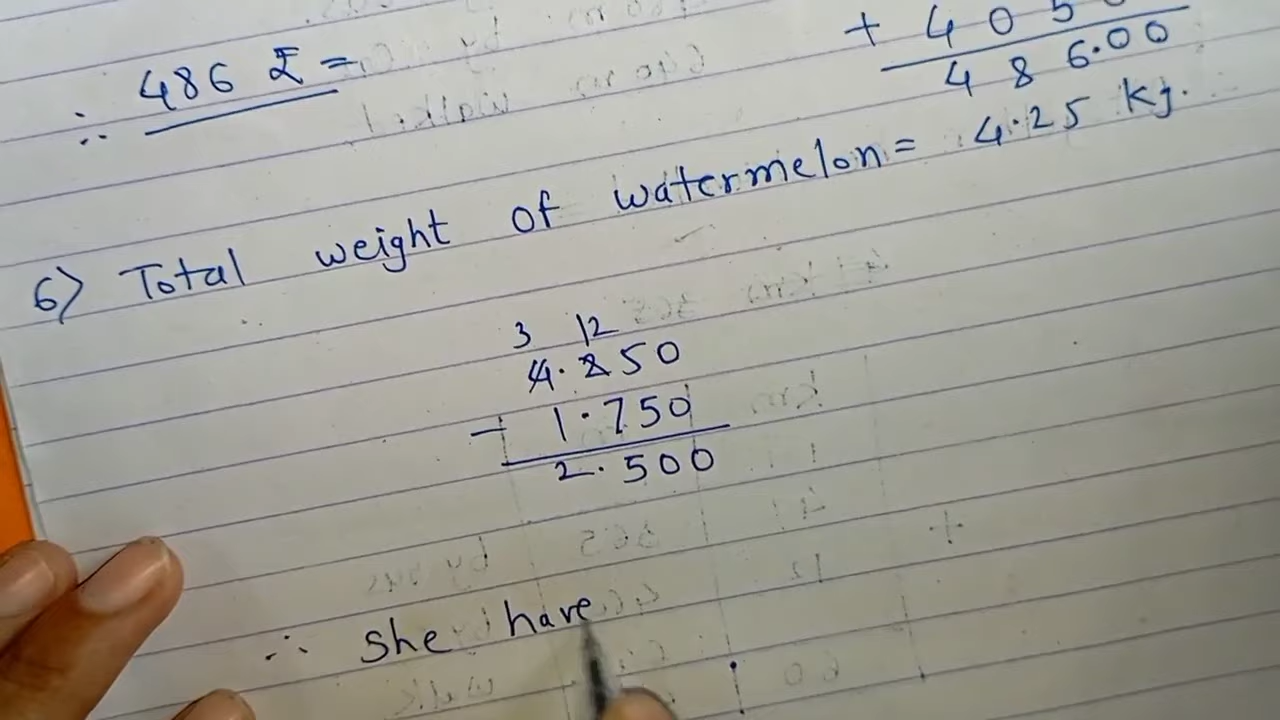 + 4 0 5
∴ 486 ₹ =
4 8 6.00
6) Total weight of watermelon = 4.25 kg.
3 12
4.250
- 1.750
2.500
∴ She have